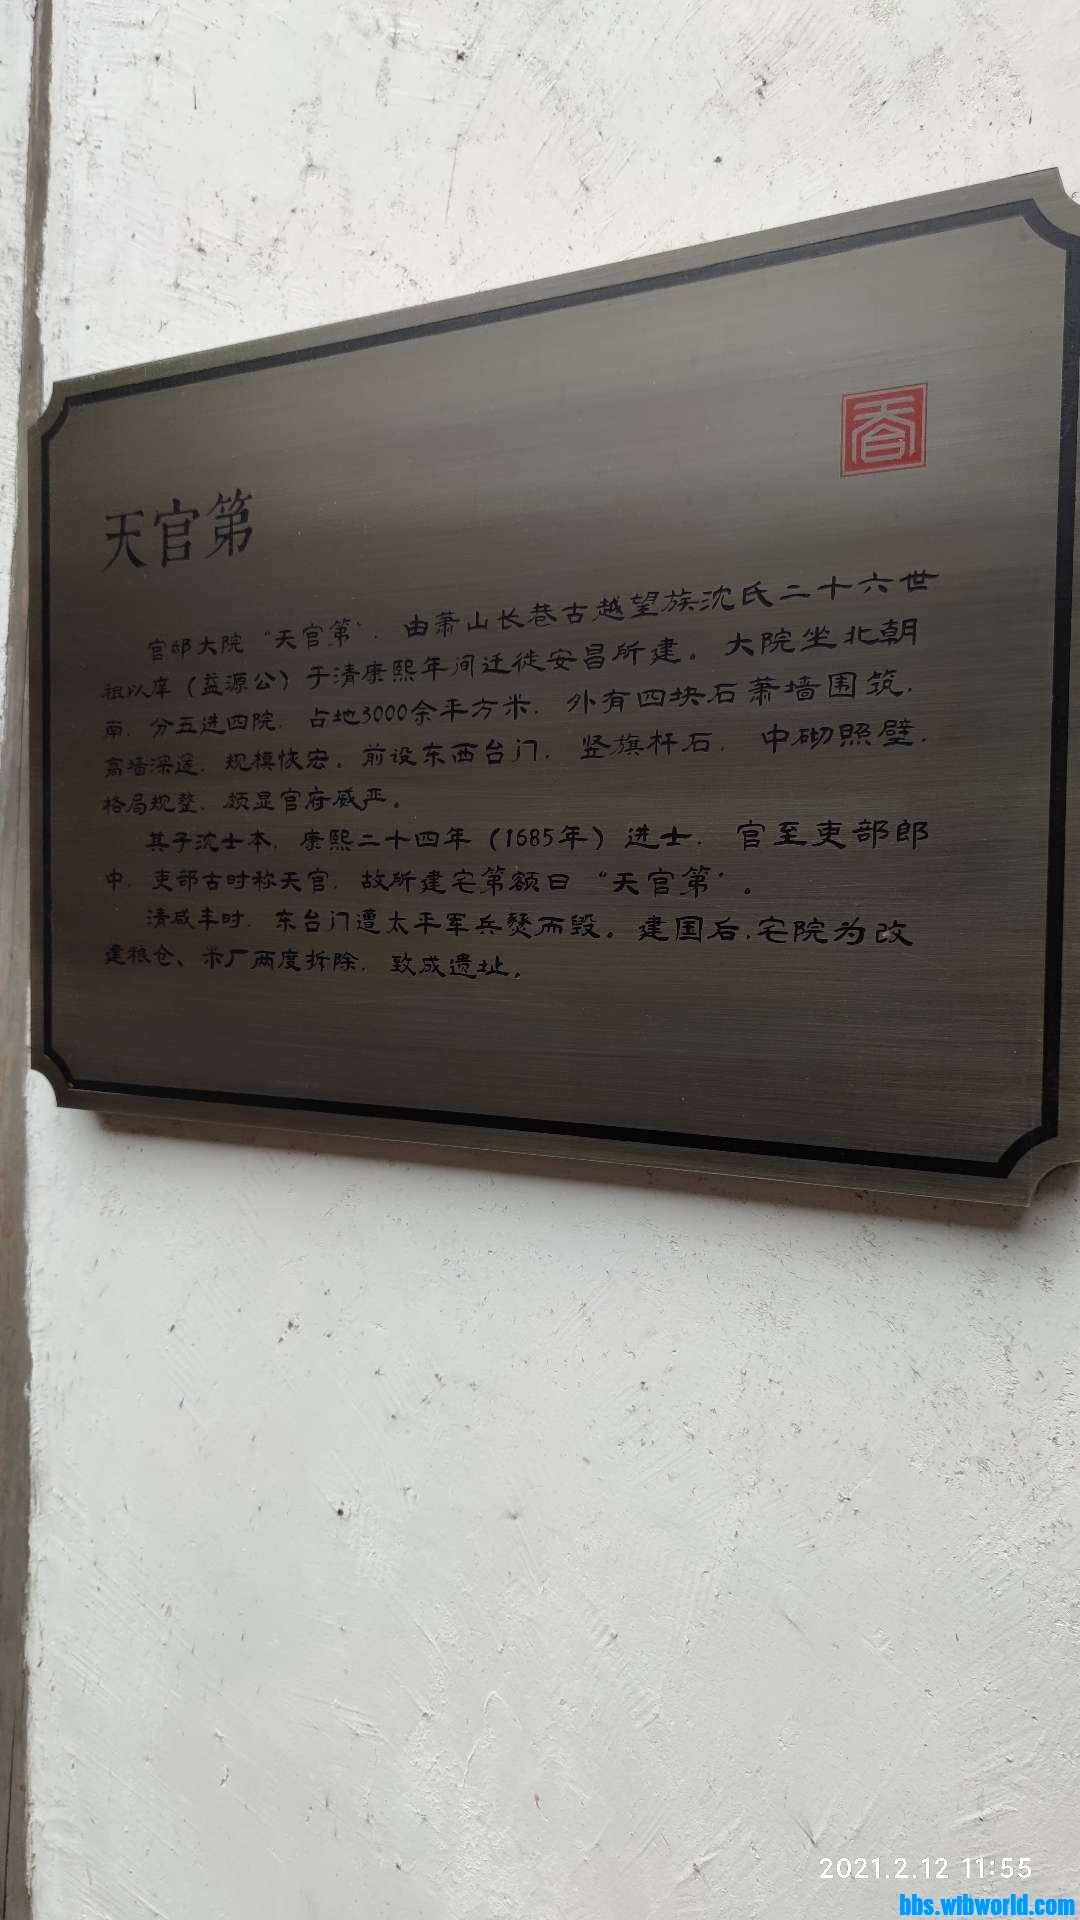 天官第
官邸大院“天官第”，由萧山长巷古越望族沈氏二十六世
祖以庠（益源公）于清康熙年间迁徙安昌所建。大院坐北朝
南，分五进四院，占地3000余平方米，外有四块石萧墙围筑，
高墙深邃，规模恢宏。前设东西台门，竖旗杆石，中砌照壁，
格局规整，颇显官府威严。
其子沈士本，康熙二十四年（1685年）进士，官至吏部郎
中，吏部古时称天官，故所建宅第额曰“天官第”。
清咸丰时，东台门遭太平军兵燹而毁。建国后，宅院为改
建粮仓、米厂两度拆除，致成遗址。
2021.2.12 11:55
bbs.wibworld.com